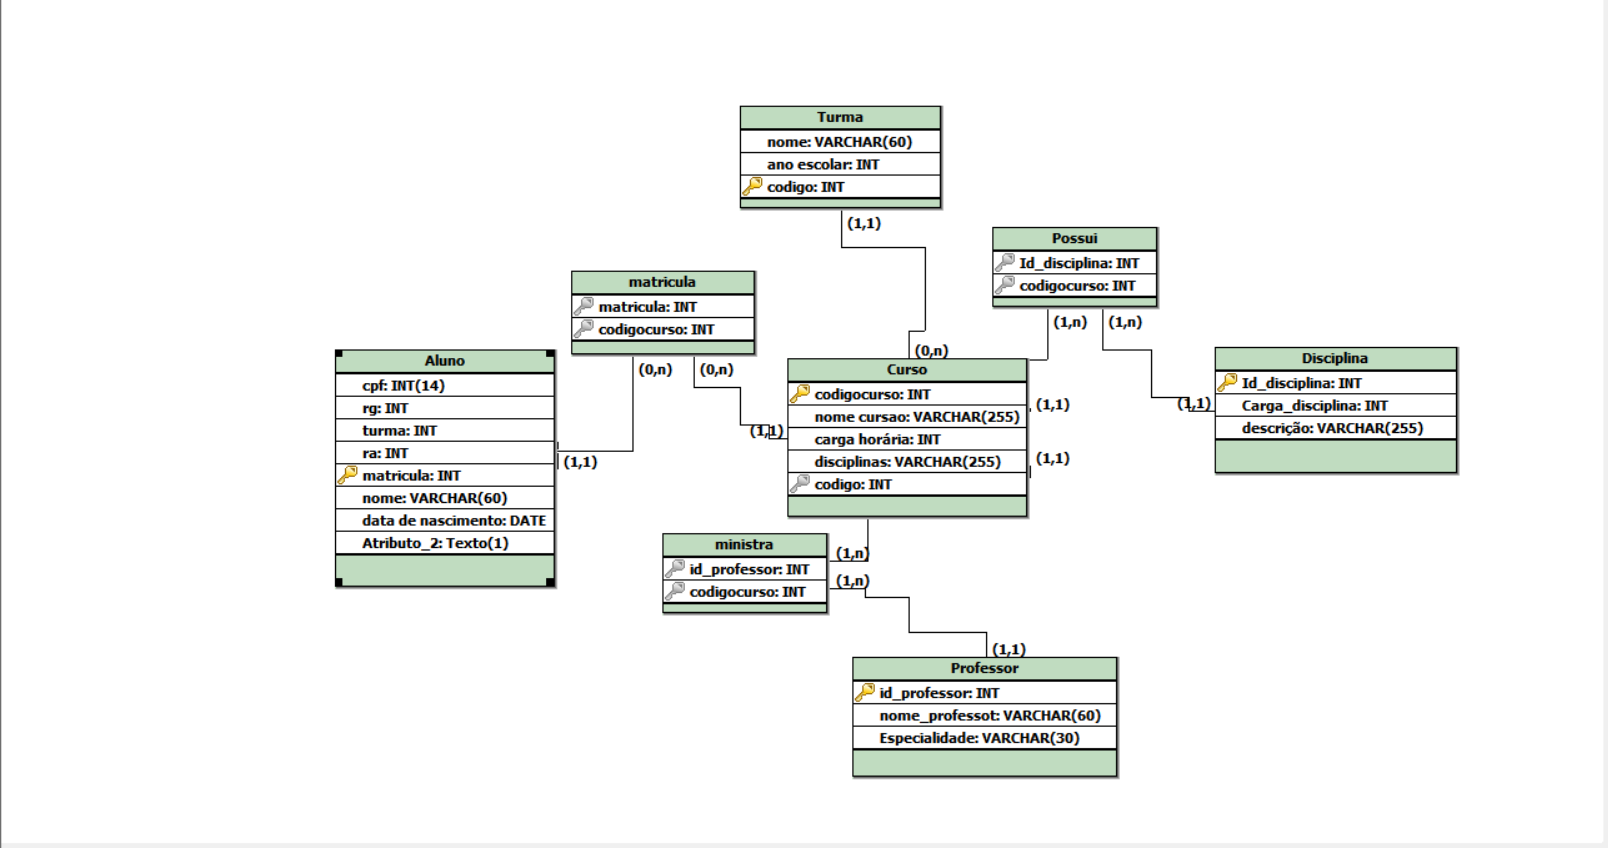 Turma
nome: VARCHAR(60)
ano escolar: INT
codigo: INT
(1,1)
Possui
Id_disciplina: INT
codigocurso: INT
(1,n)
(1,n)
matricula
matricula: INT
codigocurso: INT
(0,n)
(0,n)
Aluno
cpf: INT(14)
rg: INT
turma: INT
ra: INT
matricula: INT
nome: VARCHAR(60)
data de nascimento: DATE
Atributo_2: Texto(1)
(1,1)
(0,n)
Curso
codigocurso: INT
nome cursao: VARCHAR(255)
carga horária: INT
disciplinas: VARCHAR(255)
codigo: INT
(1,1)
(1,1)
(1,1)
Disciplina
Id_disciplina: INT
Carga_disciplina: INT
descrição: VARCHAR(255)
(1,1)
ministra
id_professor: INT
codigocurso: INT
(1,n)
(1,n)
(1,1)
Professor
id_professor: INT
nome_professot: VARCHAR(60)
Especialidade: VARCHAR(30)